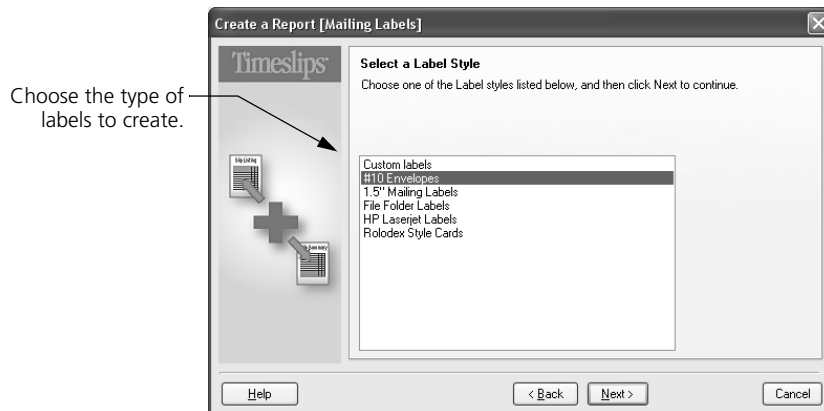 Create a Report [Mailing Labels]
Timeslips
Select a Label Style
Choose one of the Label styles listed below, and then click Next to continue.
Choose the type of
labels to create.
Custom labels
#10 Envelopes
1.5" Mailing Labels
File Folder Labels
HP Laserjet Labels
Rolodex Style Cards
Help
< Back
Next >
Cancel